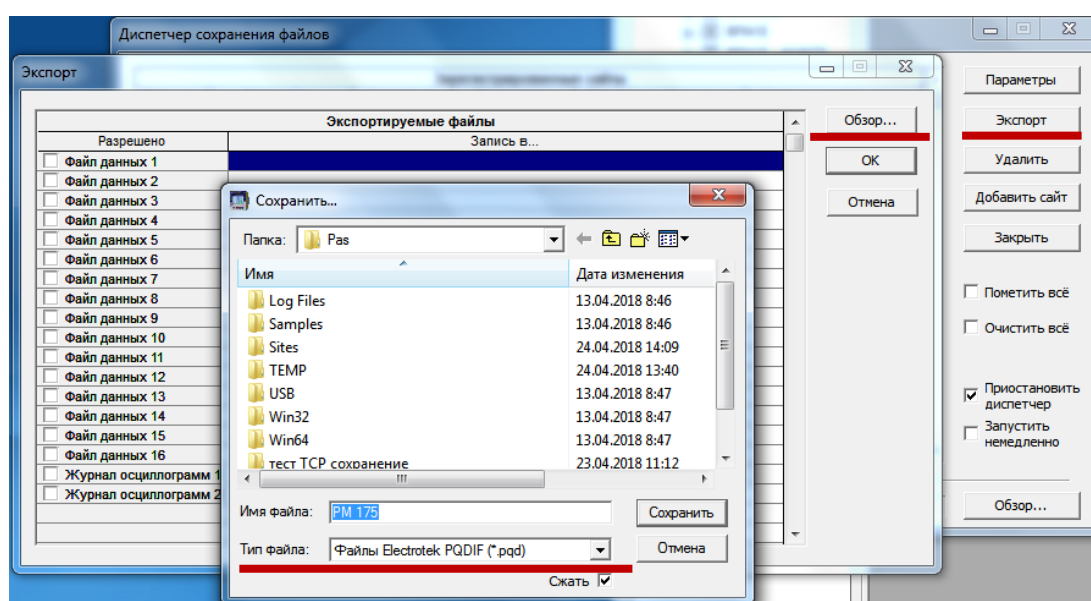 Диспетчер сохранения файлов
Экспорт
Экспортируемые файлы
Разрешено
Запись в...
Файл данных 1
Файл данных 2
Файл данных 3
Файл данных 4
Файл данных 5
Файл данных 6
Файл данных 7
Файл данных 8
Файл данных 9
Файл данных 10
Файл данных 11
Файл данных 12
Файл данных 13
Файл данных 14
Файл данных 15
Файл данных 16
Журнал осциллограмм 1
Журнал осциллограмм 2
Обзор...
OK
Отмена
Сохранить...
Папка: Pas
Имя Дата изменения
Log Files 13.04.2018 8:46
Samples 13.04.2018 8:46
Sites 24.04.2018 14:09
TEMP 24.04.2018 13:40
USB 13.04.2018 8:47
Win32 13.04.2018 8:47
Win64 13.04.2018 8:47
тест TCP сохранение 23.04.2018 11:12
Имя файла: PM 175 Сохранить
Тип файла: Файлы Electrotek PQDIF (*.pqd) Отмена
Сжать
Параметры
Экспорт
Удалить
Добавить сайт
Закрыть
Пометить всё
Очистить всё
Приостановить
диспетчер
Запустить
немедленно
Обзор...